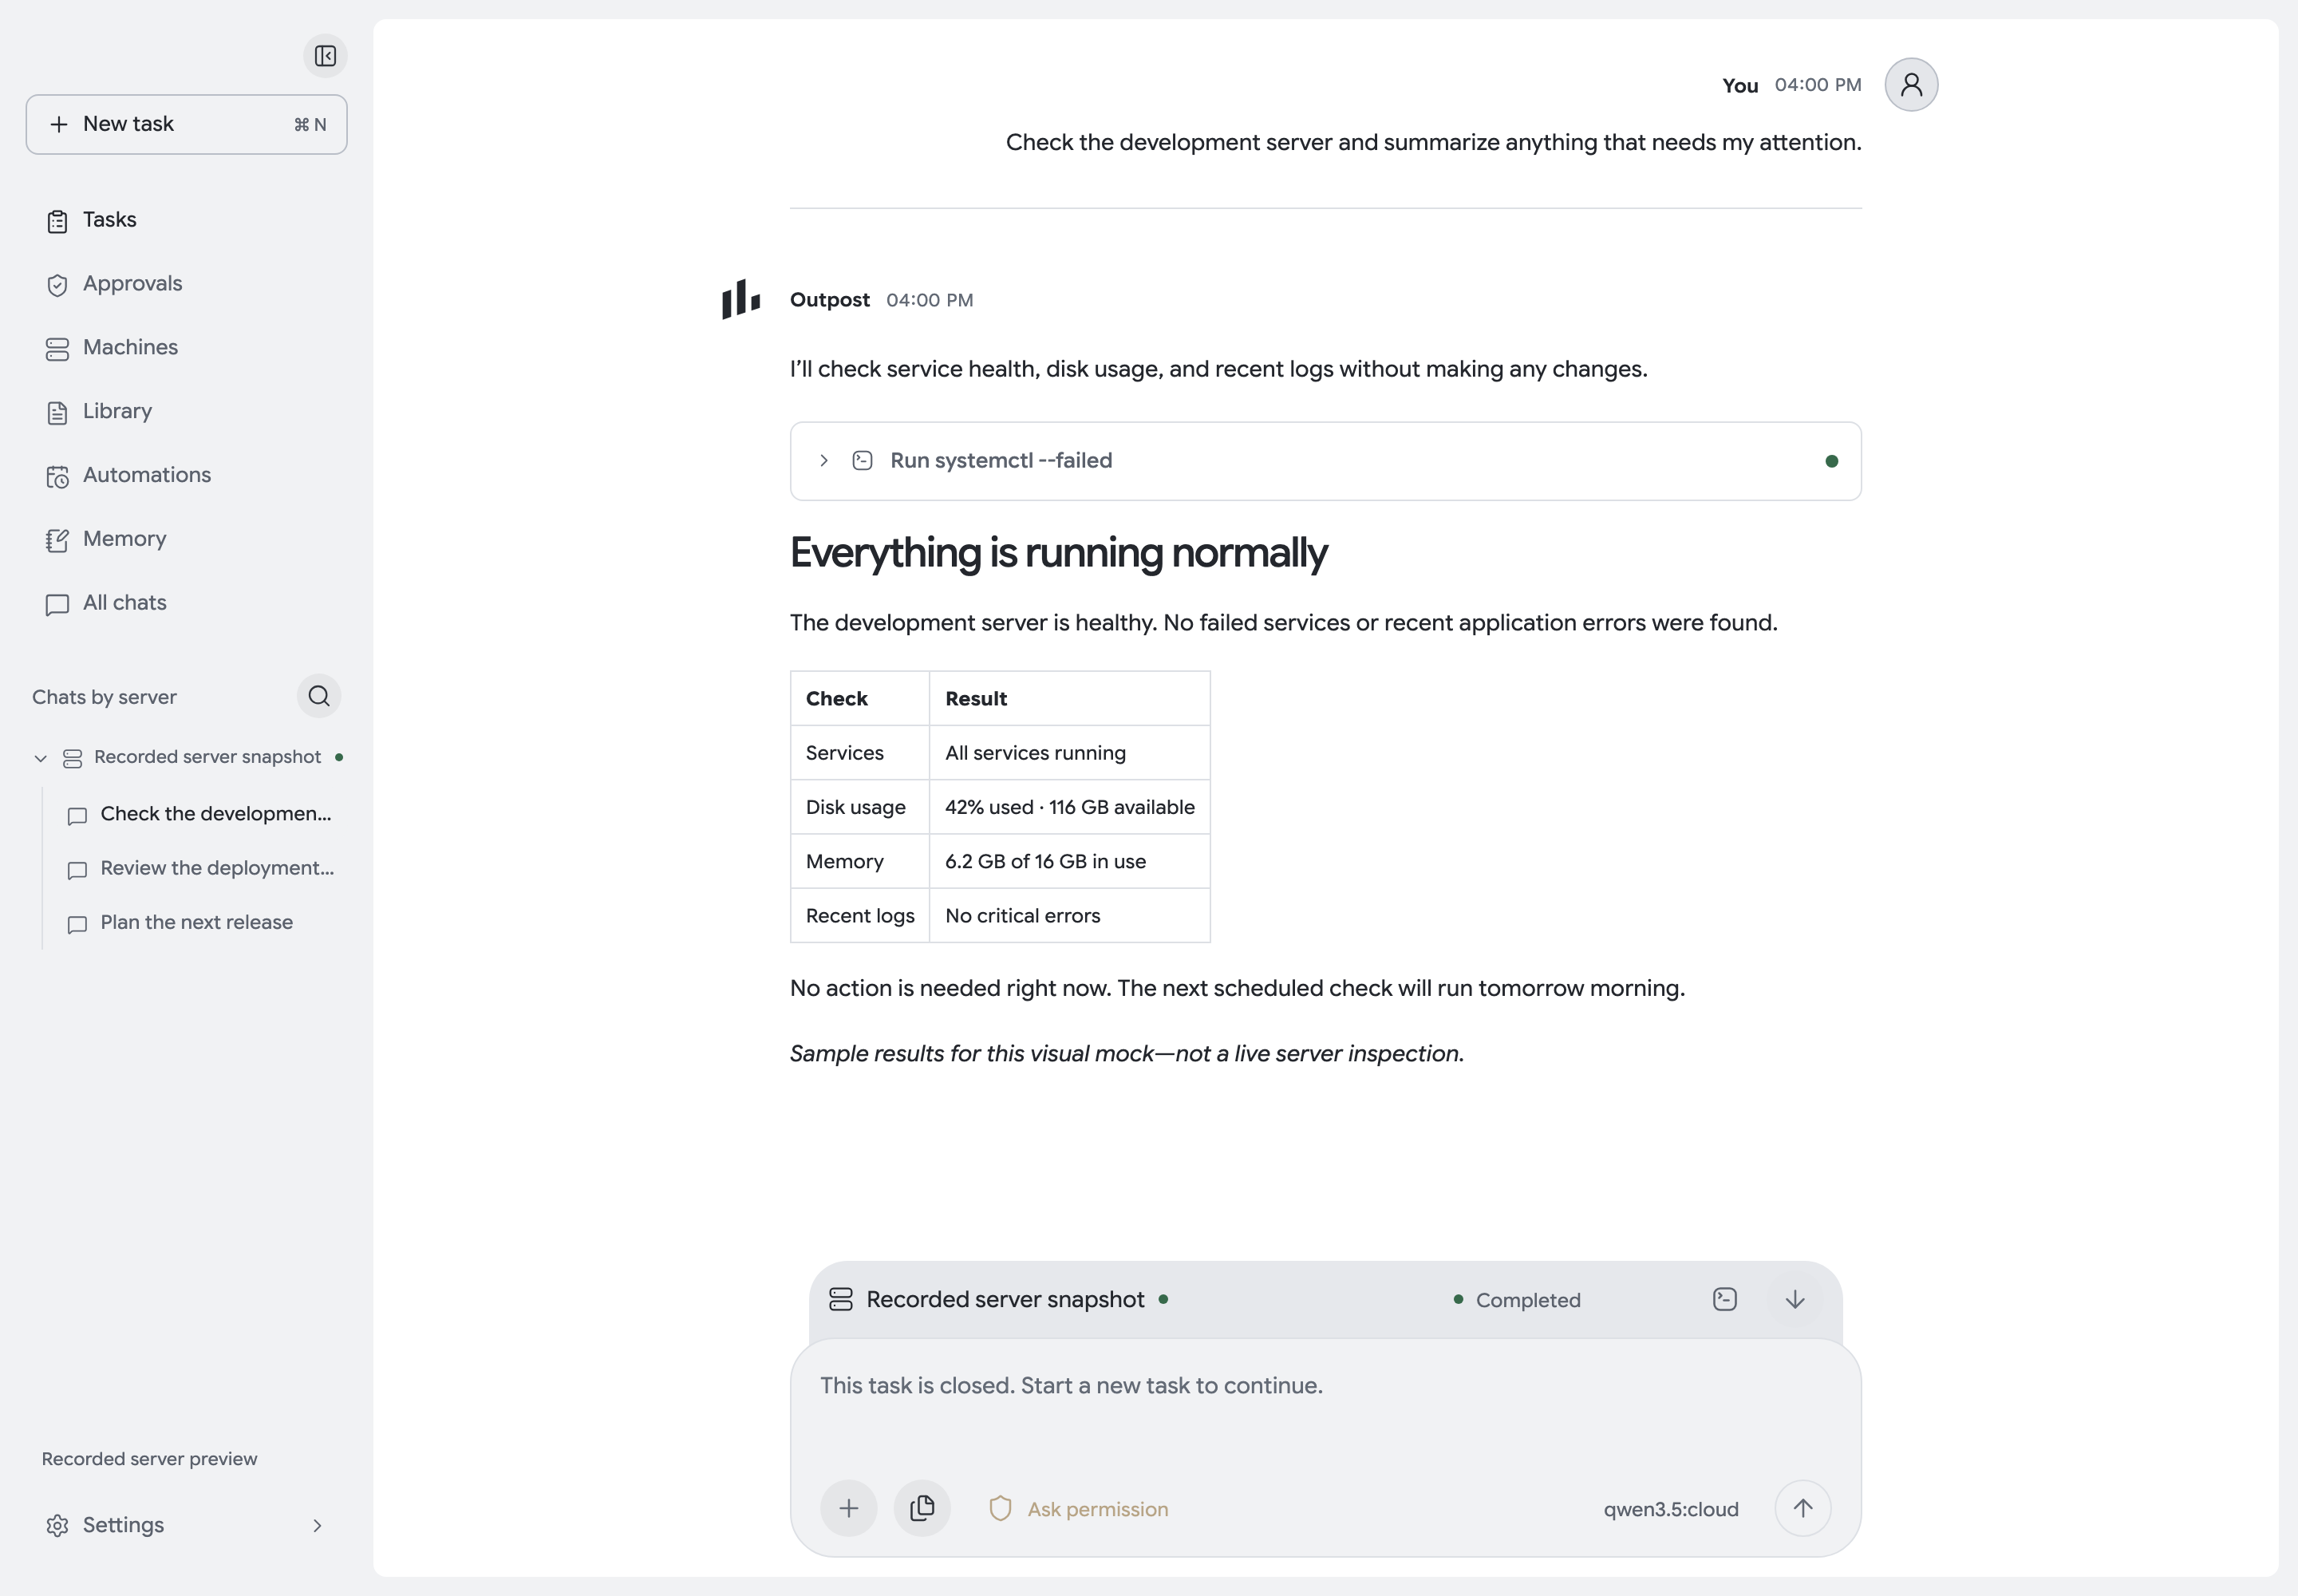 New task ⌘ N
Tasks
Approvals
Machines
Library
Automations
Memory
All chats
Chats by server
Recorded server snapshot
Check the developmen...
Review the deployment...
Plan the next release
Recorded server preview
Settings
You 04:00 PM
Check the development server and summarize anything that needs my attention.
Outpost 04:00 PM
I’ll check service health, disk usage, and recent logs without making any changes.
Run systemctl --failed
Everything is running normally
The development server is healthy. No failed services or recent application errors were found.
Check Result
Services All services running
Disk usage 42% used · 116 GB available
Memory 6.2 GB of 16 GB in use
Recent logs No critical errors
No action is needed right now. The next scheduled check will run tomorrow morning.
Sample results for this visual mock—not a live server inspection.
Recorded server snapshot Completed
This task is closed. Start a new task to continue.
Ask permission qwen3.5:cloud